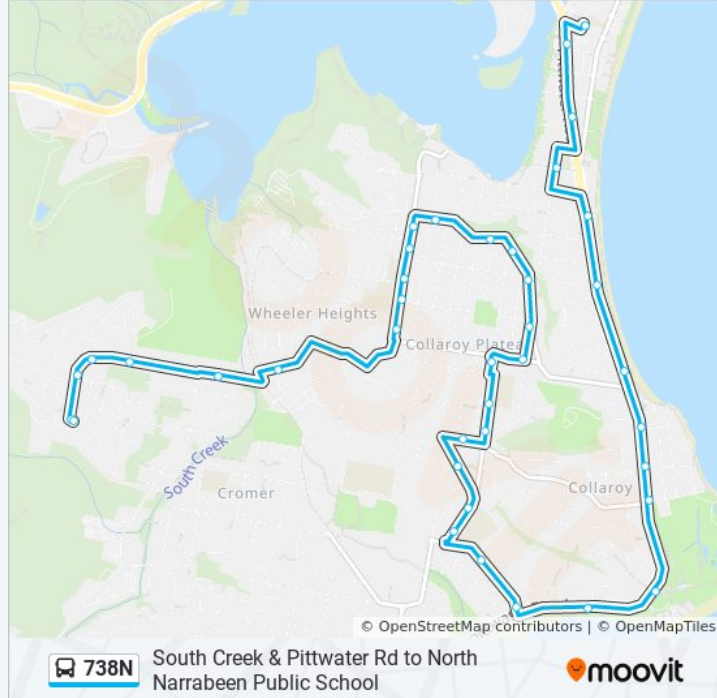 Wheeler Heights
Collaroy Plateau
South Creek
Cromer
Collaroy
© OpenStreetMap contributors | © OpenMapTiles
738N
South Creek & Pittwater Rd to North
Narrabeen Public School
moovit